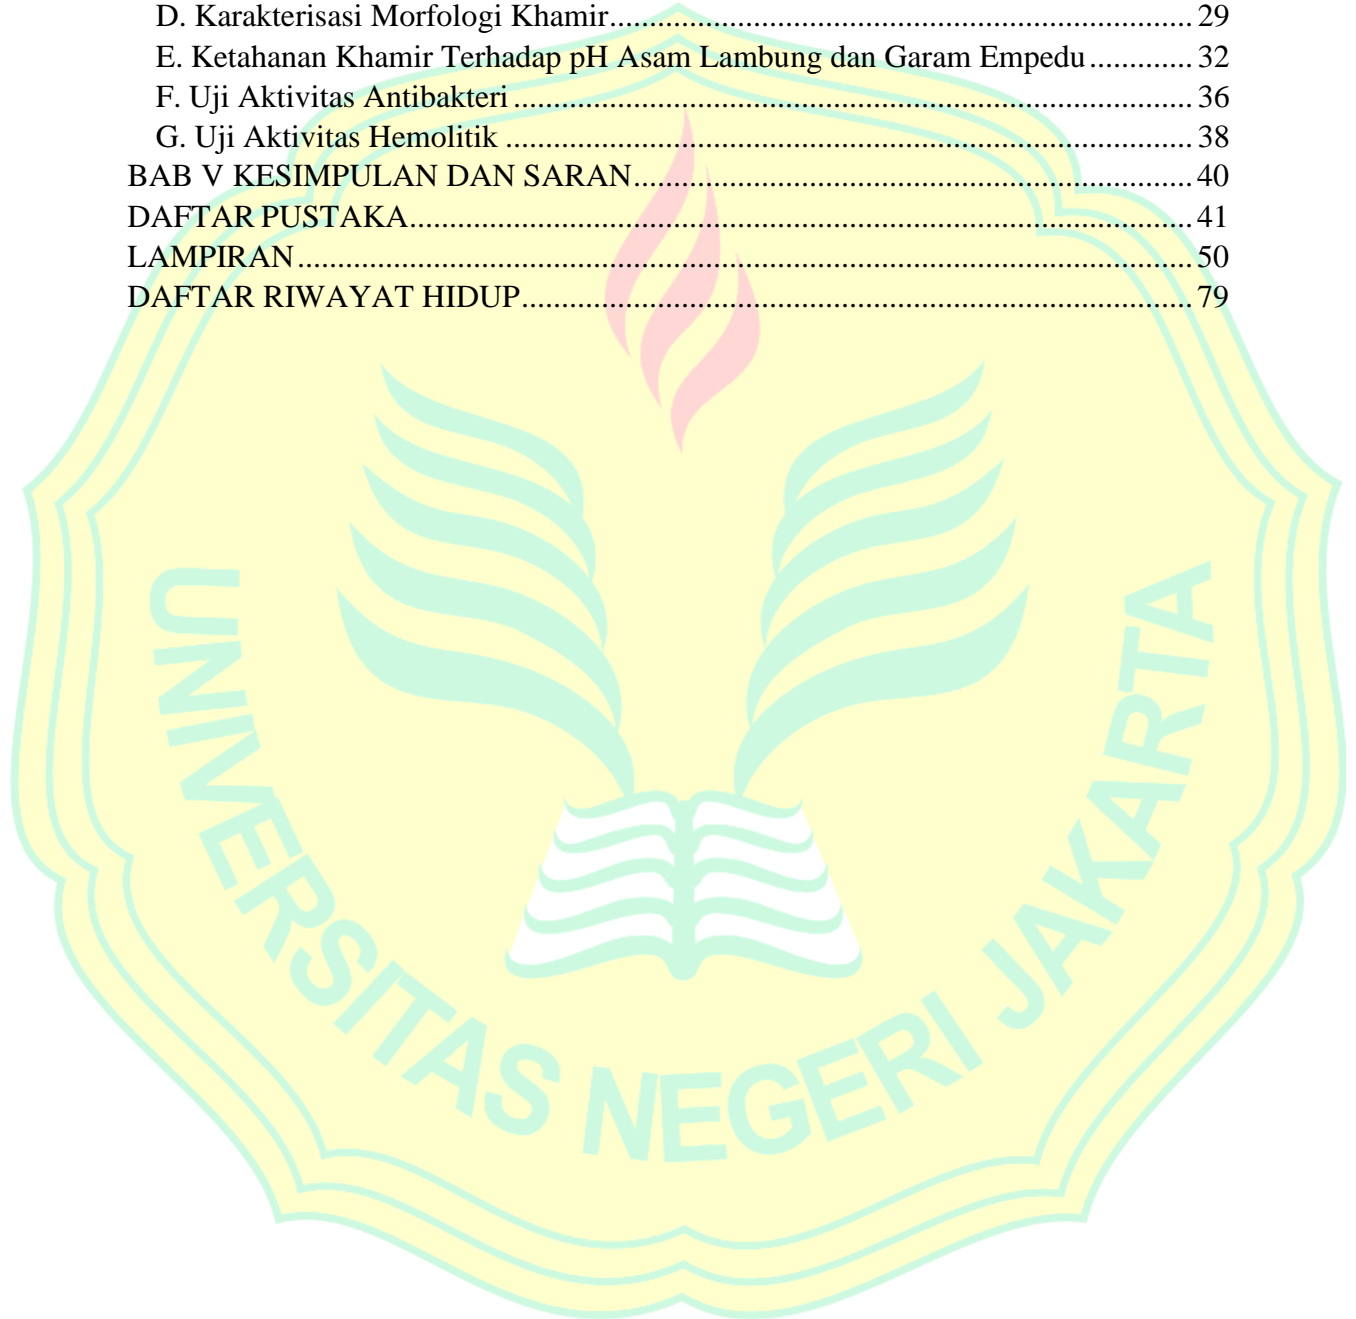 D. Karakterisasi Morfologi Khamir........................................................................ 29
E. Ketahanan Khamir Terhadap pH Asam Lambung dan Garam Empedu............. 32
F. Uji Aktivitas Antibakteri.................................................................................... 36
G. Uji Aktivitas Hemolitik ..................................................................................... 38
BAB V KESIMPULAN DAN SARAN..................................................................... 40
DAFTAR PUSTAKA................................................................................................. 41
LAMPIRAN............................................................................................................... 50
DAFTAR RIWAYAT HIDUP................................................................................... 79
UNIVERSITAS NEGERI JAKARTA